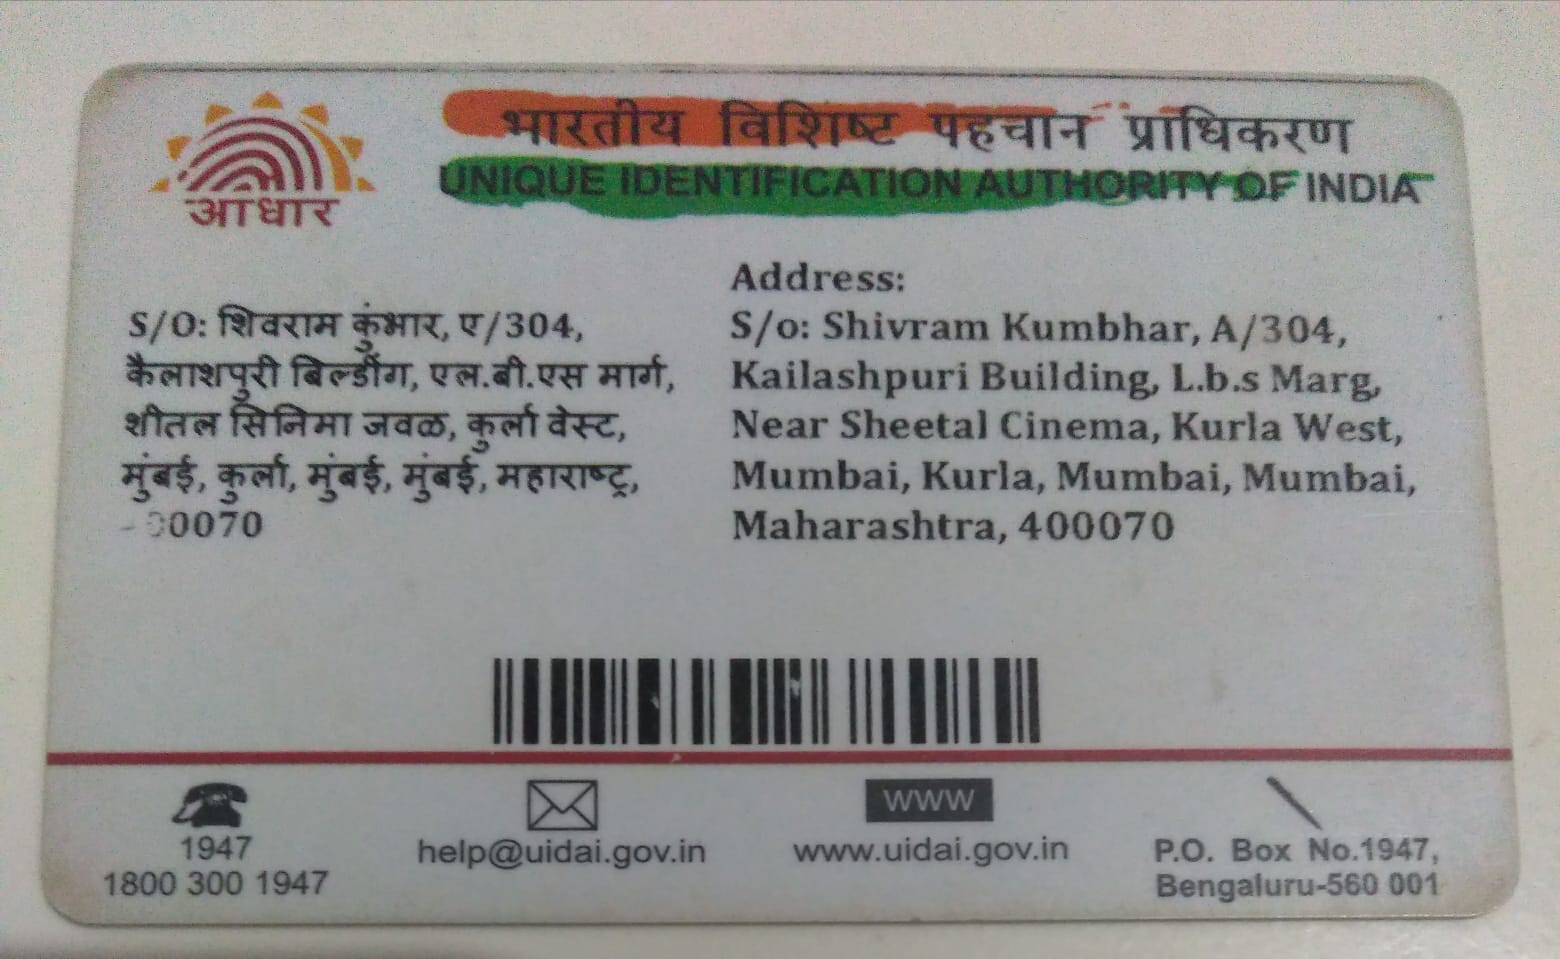 भारतीय विशिष्ट पहचान प्राधिकरण
UNIQUE IDENTIFICATION AUTHORITY OF INDIA
आधार
S/O: शिवराम कुंभार, ए/304,
कैलाशपुरी बिल्डींग, एल.बी.एस मार्ग,
शीतल सिनिमा जवळ, कुर्ला वेस्ट,
मुंबई, कुर्ला, मुंबई, मुंबई, महाराष्ट्र,
Address:
S/o: Shivram Kumbhar, A/304,
Kailashpuri Building, L.b.s Marg,
Near Sheetal Cinema, Kurla West,
Mumbai, Kurla, Mumbai, Mumbai,
Maharashtra, 400070
1947
1800 300 1947
help@uidai.gov.in
WWW
www.uidai.gov.in
P.O. Box No.1947,
Bengaluru-560 001